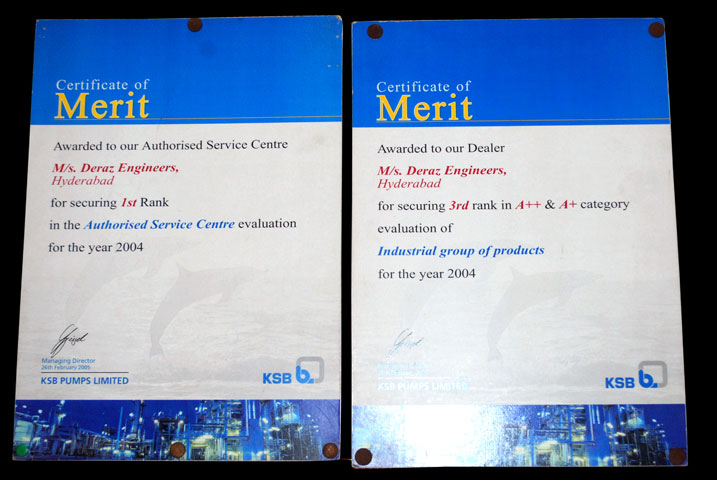 Certificate of
Merit
Awarded to our Authorised Service Centre
M/s. Deraz Engineers,
Hyderabad
for securing 1st Rank
in the Authorised Service Centre evaluation
for the year 2004
Managing Director
26th February 2005
KSB PUMPS LIMITED
KSB b.
Certificate of
Merit
Awarded to our Dealer
M/s. Deraz Engineers,
Hyderabad
for securing 3rd rank in A++ & A+ category
evaluation of
Industrial group of products
for the year 2004
KSB PUMPS LIMITED
KSB b.